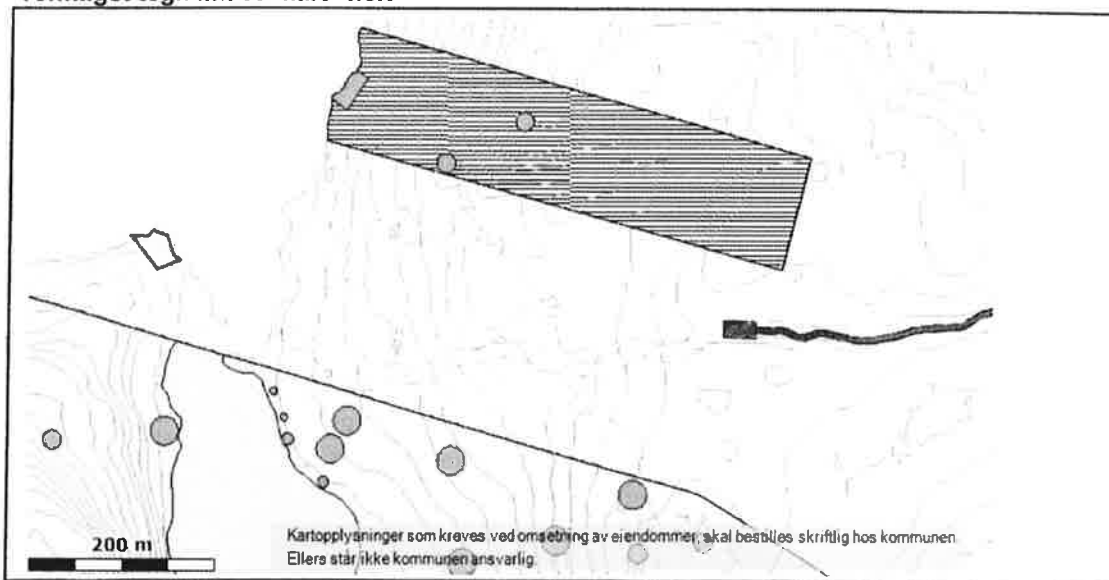 200 m
Kartopplysninger som kreves ved omsetning av eiendommer, skal bestilles skriftlig hos kommunen
Ellers står ikke kommunen ansvarlig.